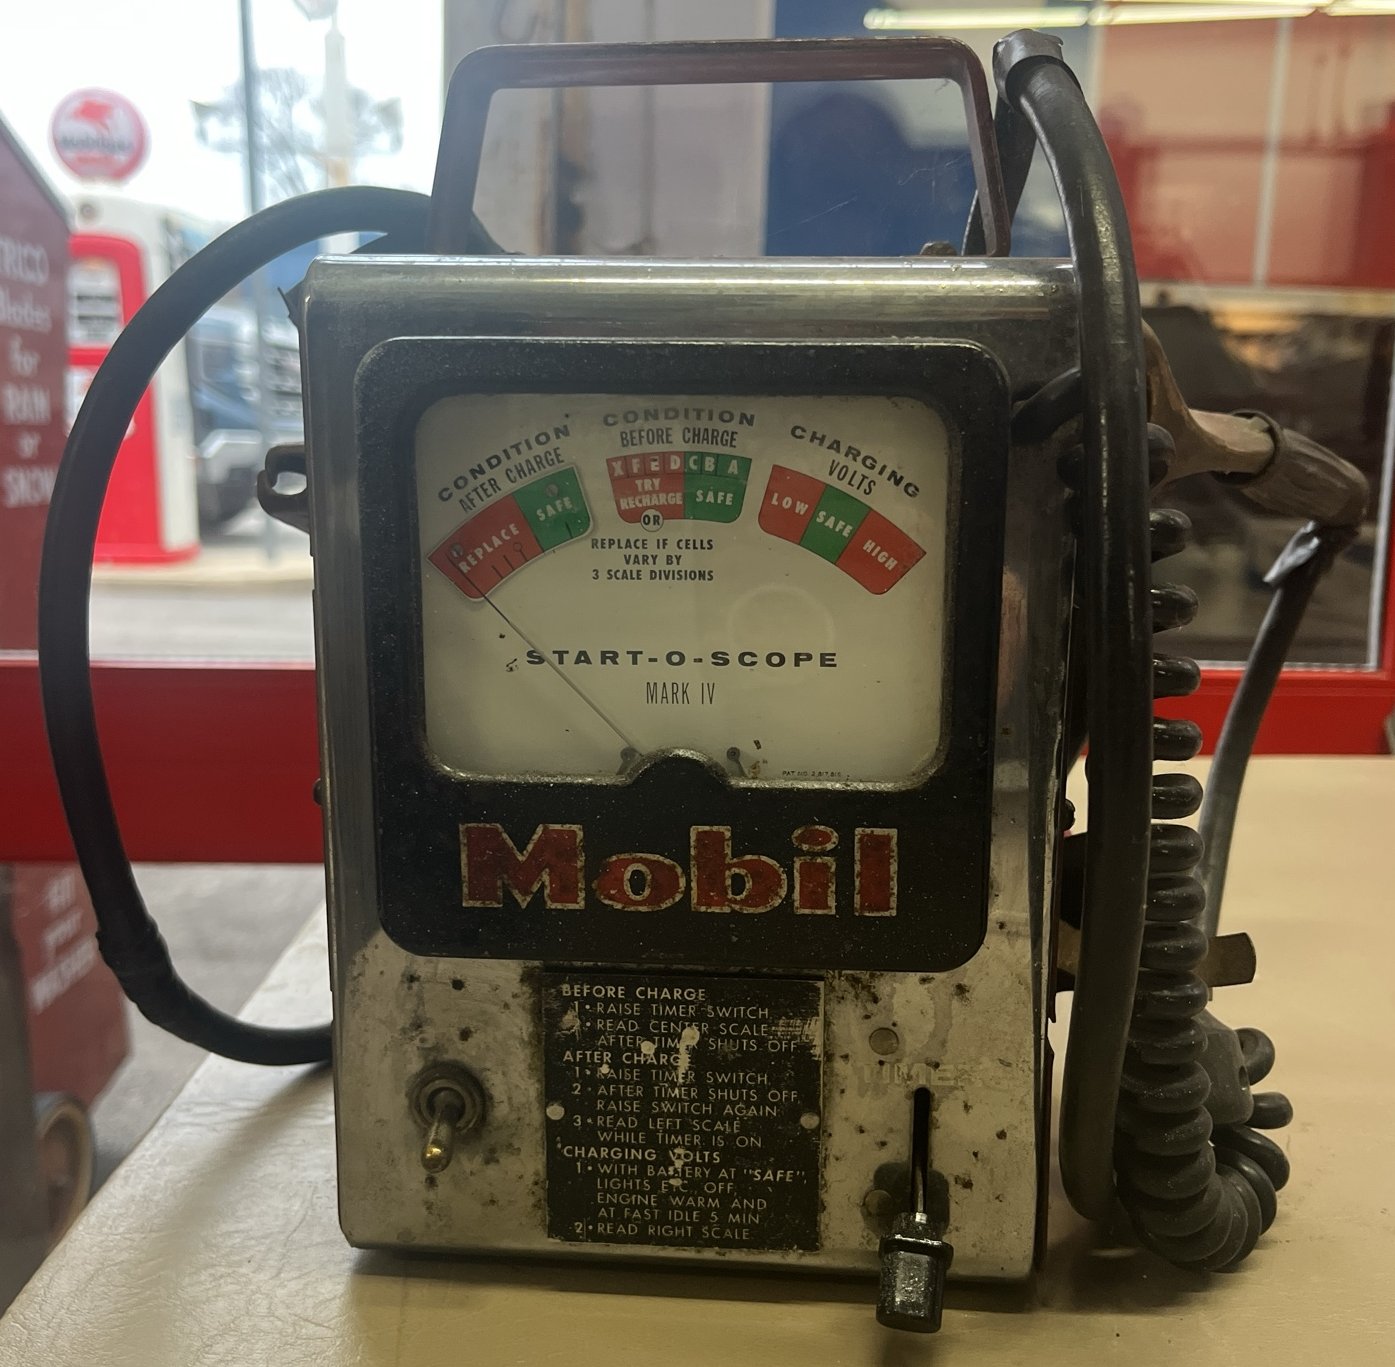 CONDITION
AFTER CHARGE
REPLACE SAFE
CONDITION
BEFORE CHARGE
X F E D C B A
TRY
RECHARGE SAFE
OR
REPLACE IF CELLS
VARY BY
3 SCALE DIVISIONS
CHARGING
VOLTS
LOW SAFE HIGH
START-O-SCOPE
MARK IV
Mobil
BEFORE CHARGE
1• RAISE TIMER SWITCH
2• READ CENTER SCALE
AFTER TIMER SHUTS OFF
AFTER CHARGE
1• RAISE TIMER SWITCH
2• AFTER TIMER SHUTS OFF
RAISE SWITCH AGAIN
3• READ LEFT SCALE
WHILE TIMER IS ON
CHARGING VOLTS
1• WITH BATTERY AT "SAFE",
LIGHTS ETC. OFF
ENGINE WARM AND
AT FAST IDLE 5 MIN
2• READ RIGHT SCALE
TIMER
TRICO
Blades
For
RAIN
or
SNOW